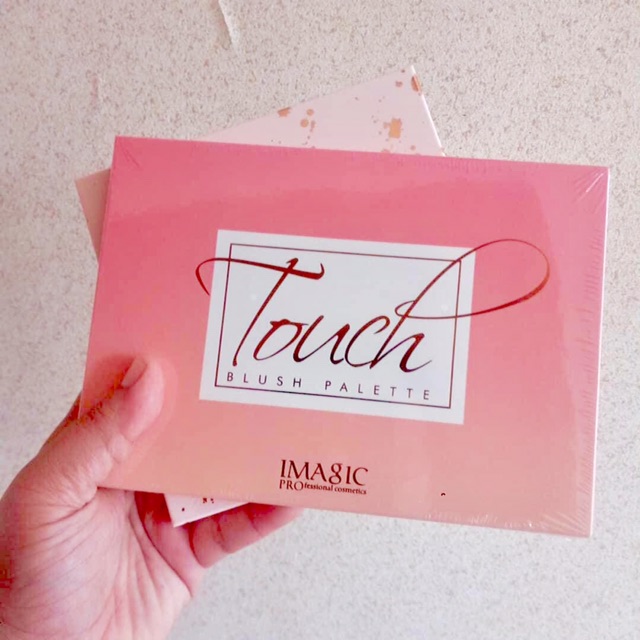 Touch
BLUSH PALETTE
IMAGIC
PROfessional cosmetics